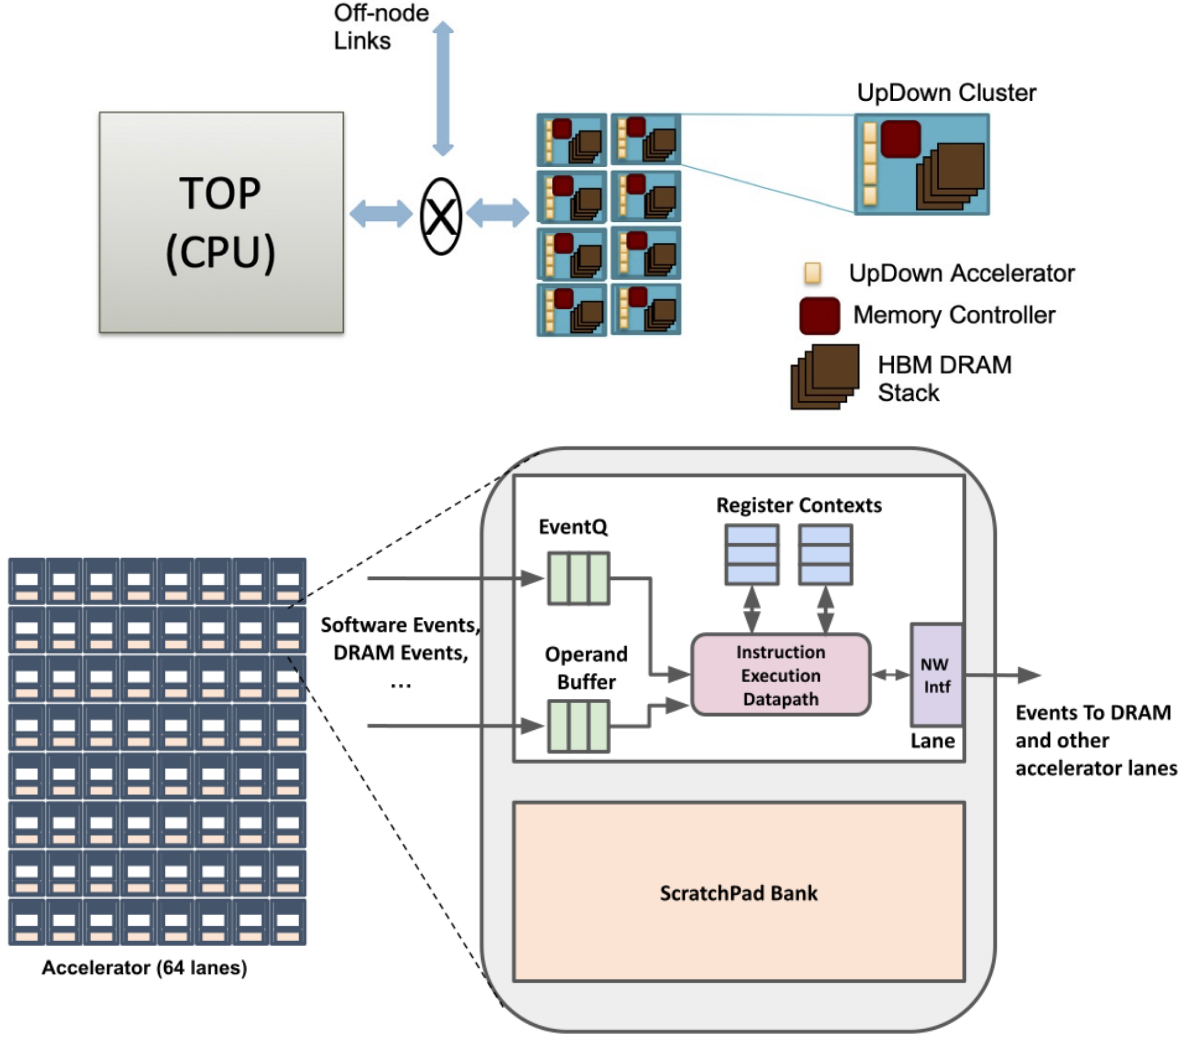 Off-node
Links
UpDown Cluster
TOP
(CPU)
X
UpDown Accelerator
Memory Controller
HBM DRAM
Stack
Register Contexts
EventQ
Software Events,
DRAM Events,
...
Operand
Buffer
Instruction
Execution
Datapath
NW
Intf
Lane
Events To DRAM
and other
accelerator lanes
ScratchPad Bank
Accelerator (64 lanes)